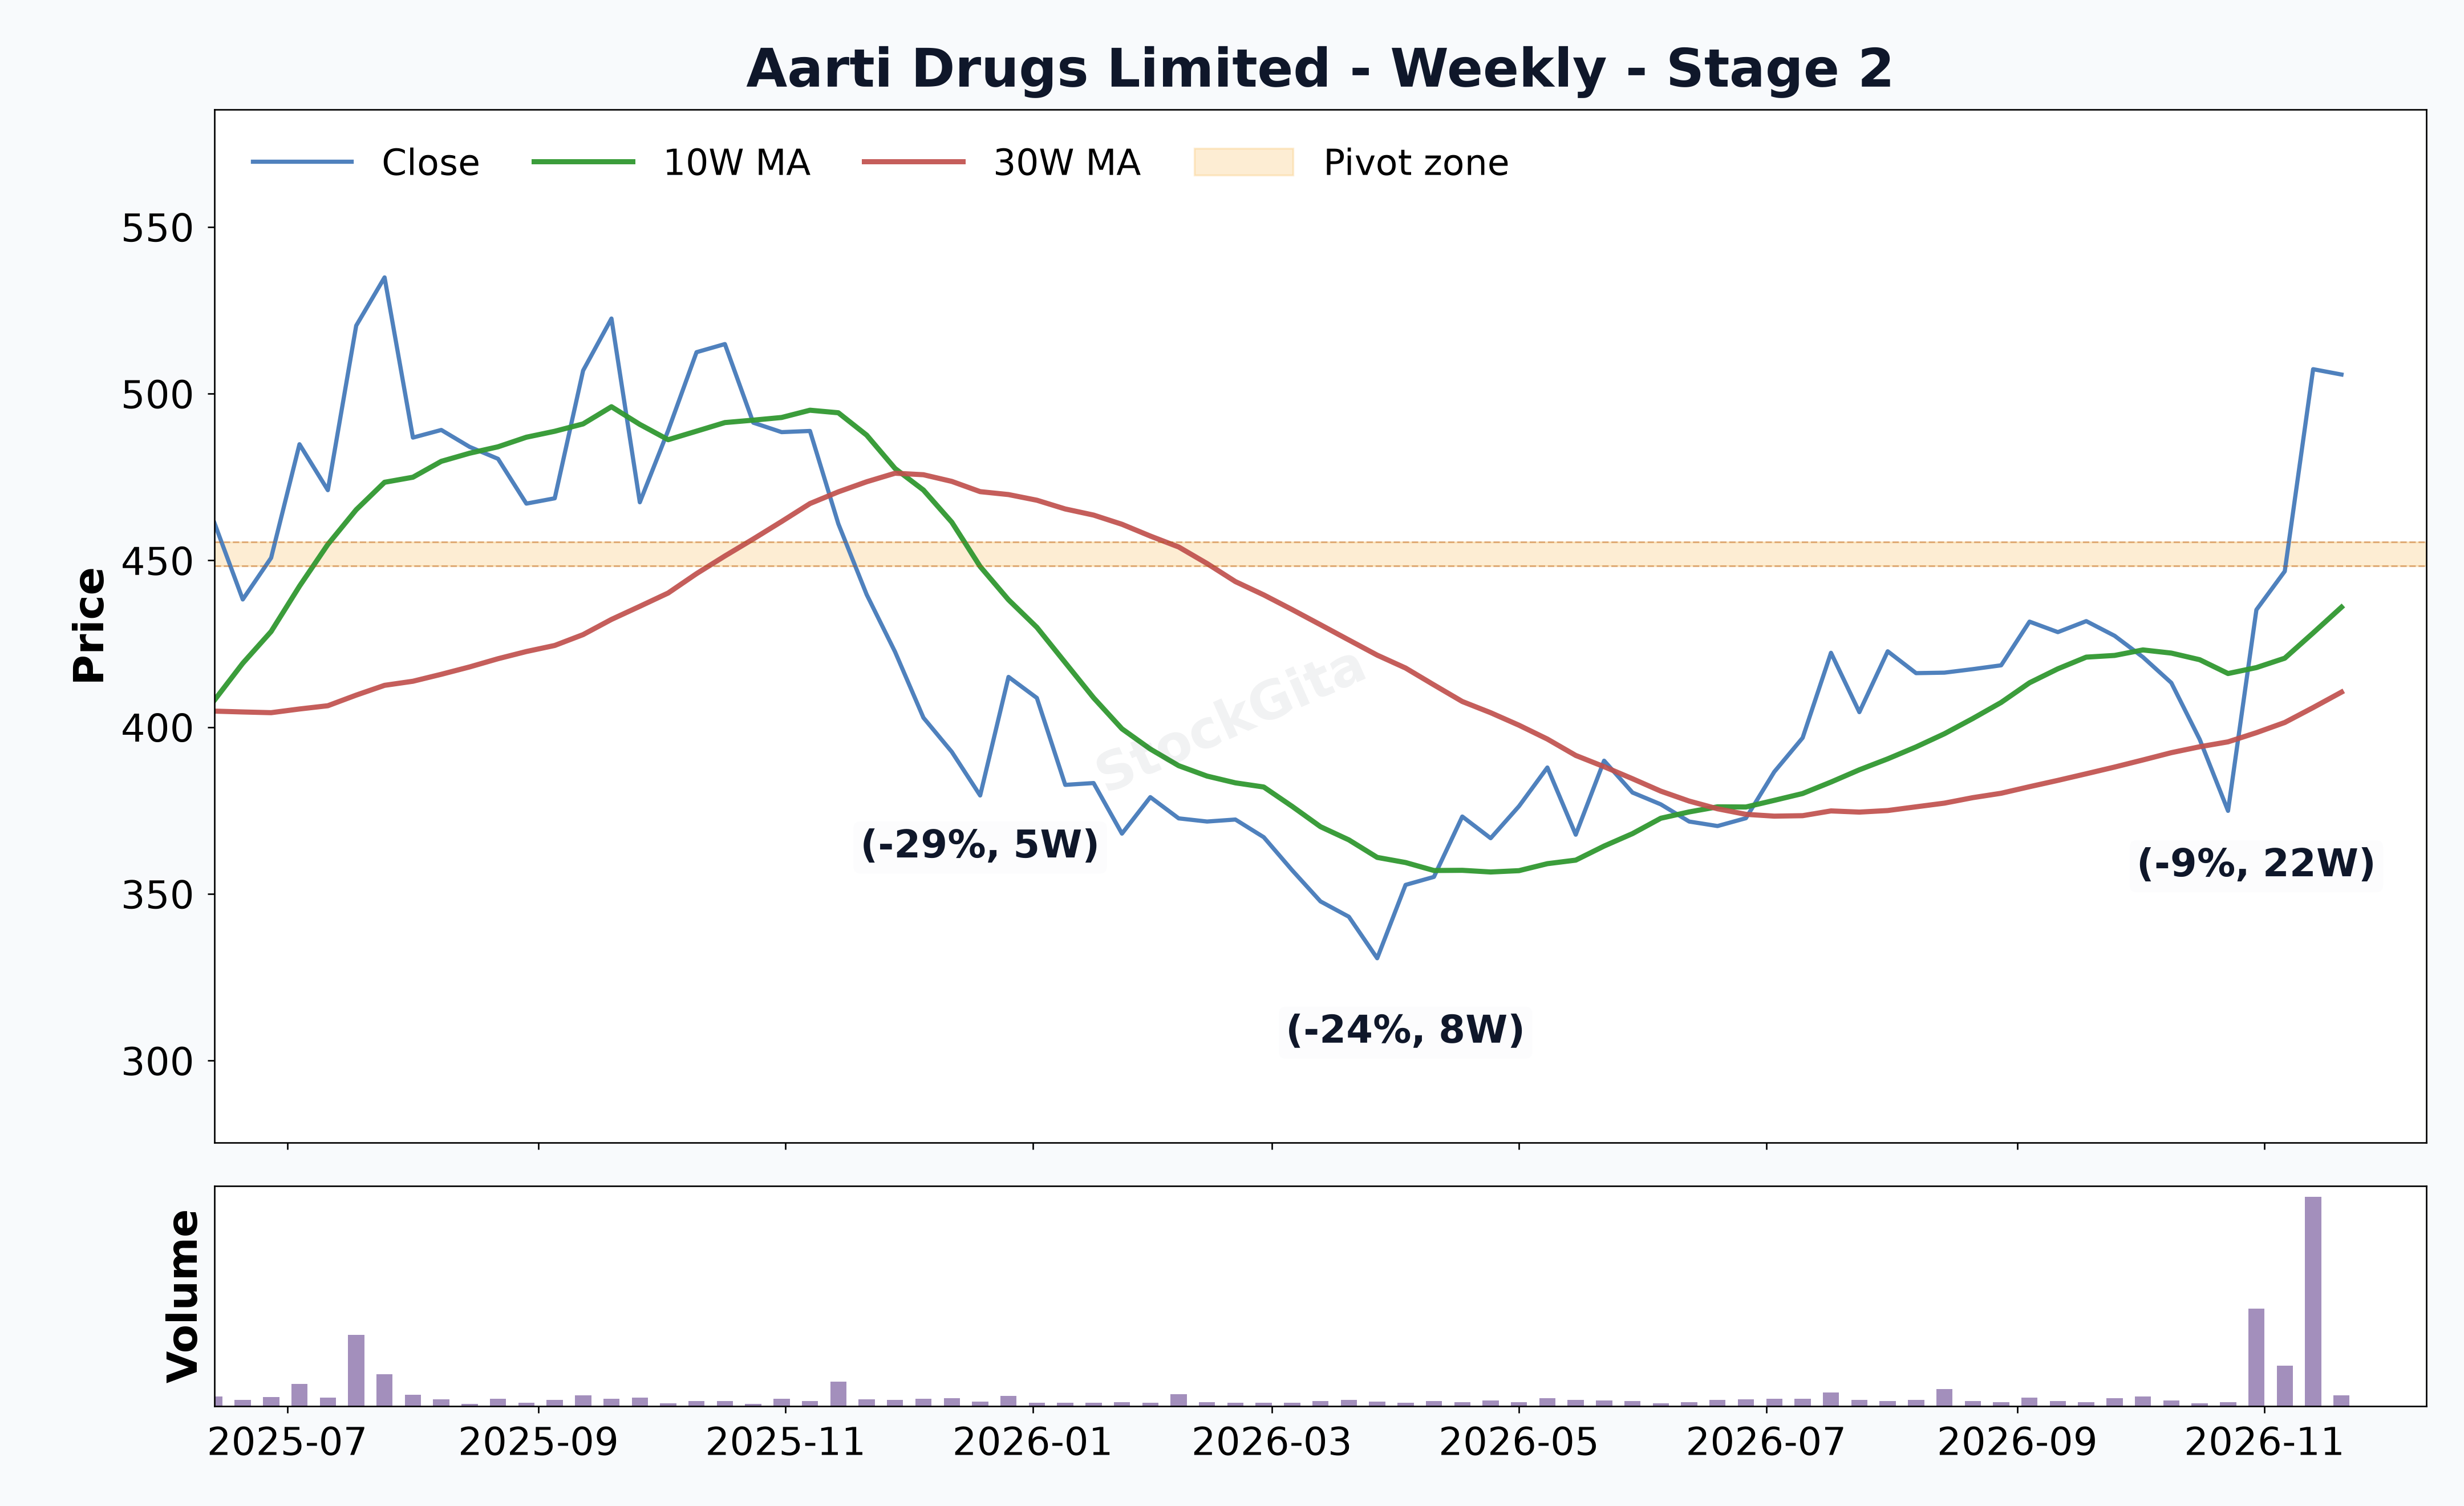 Aarti Drugs Limited - Weekly - Stage 2
Close 10W MA 30W MA Pivot zone
Price
550
500
450
400
350
300
StockGita
(-29%, 5W)
(-9%, 22W)
(-24%, 8W)
Volume
2025-07 2025-09 2025-11 2026-01 2026-03 2026-05 2026-07 2026-09 2026-11